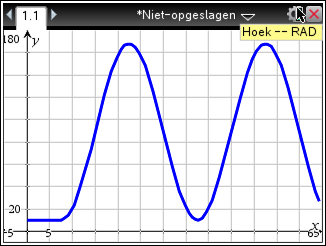 1.1 *Niet-opgeslagen
Hoek -- RAD
180 y
20
x
-5 5 65